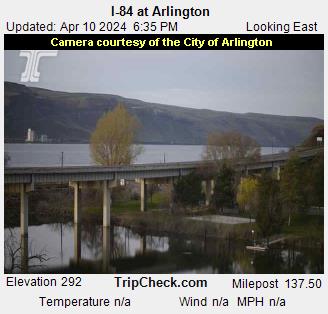 I-84 at Arlington
Updated: Apr 10 2024 6:35 PM Looking East
Camera courtesy of the City of Arlington
Elevation 292 TripCheck.com Milepost 137.50
Temperature n/a Wind n/a MPH n/a